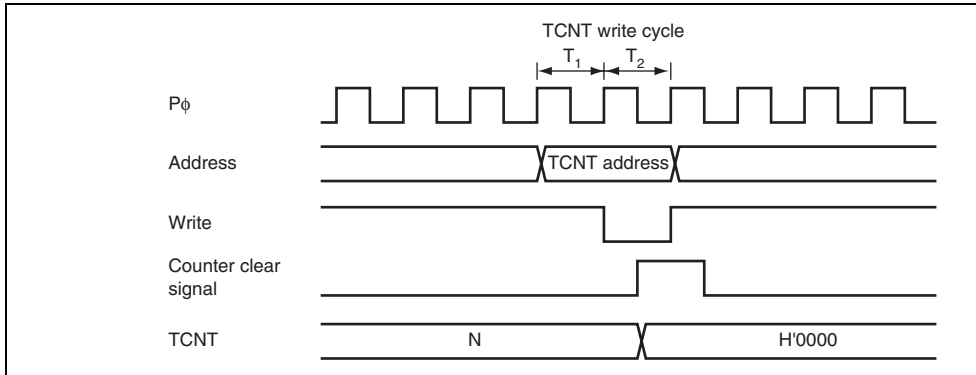 TCNT write cycle
T1 T2
Pϕ
Address
TCNT address
Write
Counter clear
signal
TCNT
N
H'0000